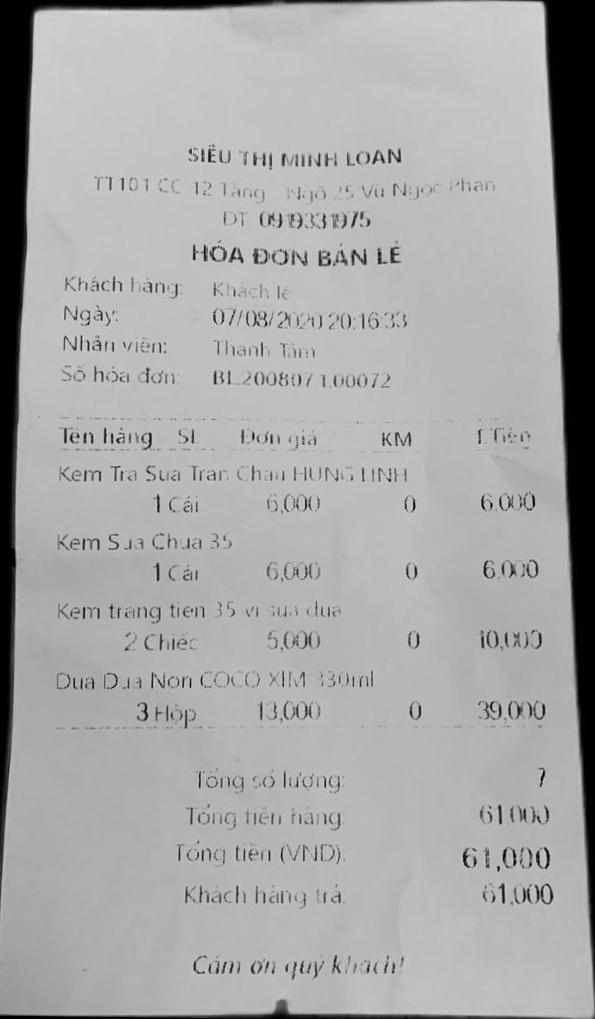 SIÊU THỊ MINH LOAN
TT101 CC 12 Tầng - Ngõ 25 Vũ Ngọc Phan
ĐT 0919331975
HÓA ĐƠN BÁN LẺ
Khách hàng: Khách lẻ
Ngày: 07/08/2020 20:16:33
Nhân viên: Thanh Tâm
Số hóa đơn: BL2008071.00072
Tên hàng SL Đơn giá KM T.Tiền
Kem Tra Sua Tran Chau HUNG LINH
1 Cái 6,000 0 6,000
Kem Sua Chua 35
1 Cái 6,000 0 6,000
Kem trang tien 35 vi sua dua
2 Chiếc 5,000 0 10,000
Dua Dua Non COCO XIM 330ml
3 Hộp 13,000 0 39,000
Tổng số lượng: 7
Tổng tiền hàng: 61,000
Tổng tiền (VND): 61,000
Khách hàng trả: 61,000
Cám ơn quý khách!